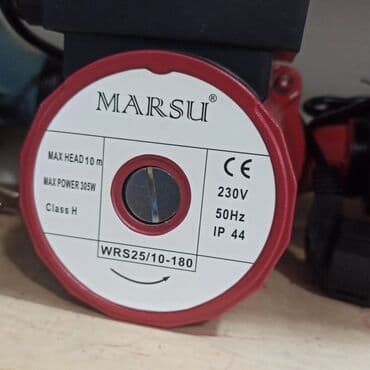 MARSU®
MAX HEAD 10 m
MAX POWER 305W
Class H
CE
230V
50Hz
IP 44
WRS25/10-180